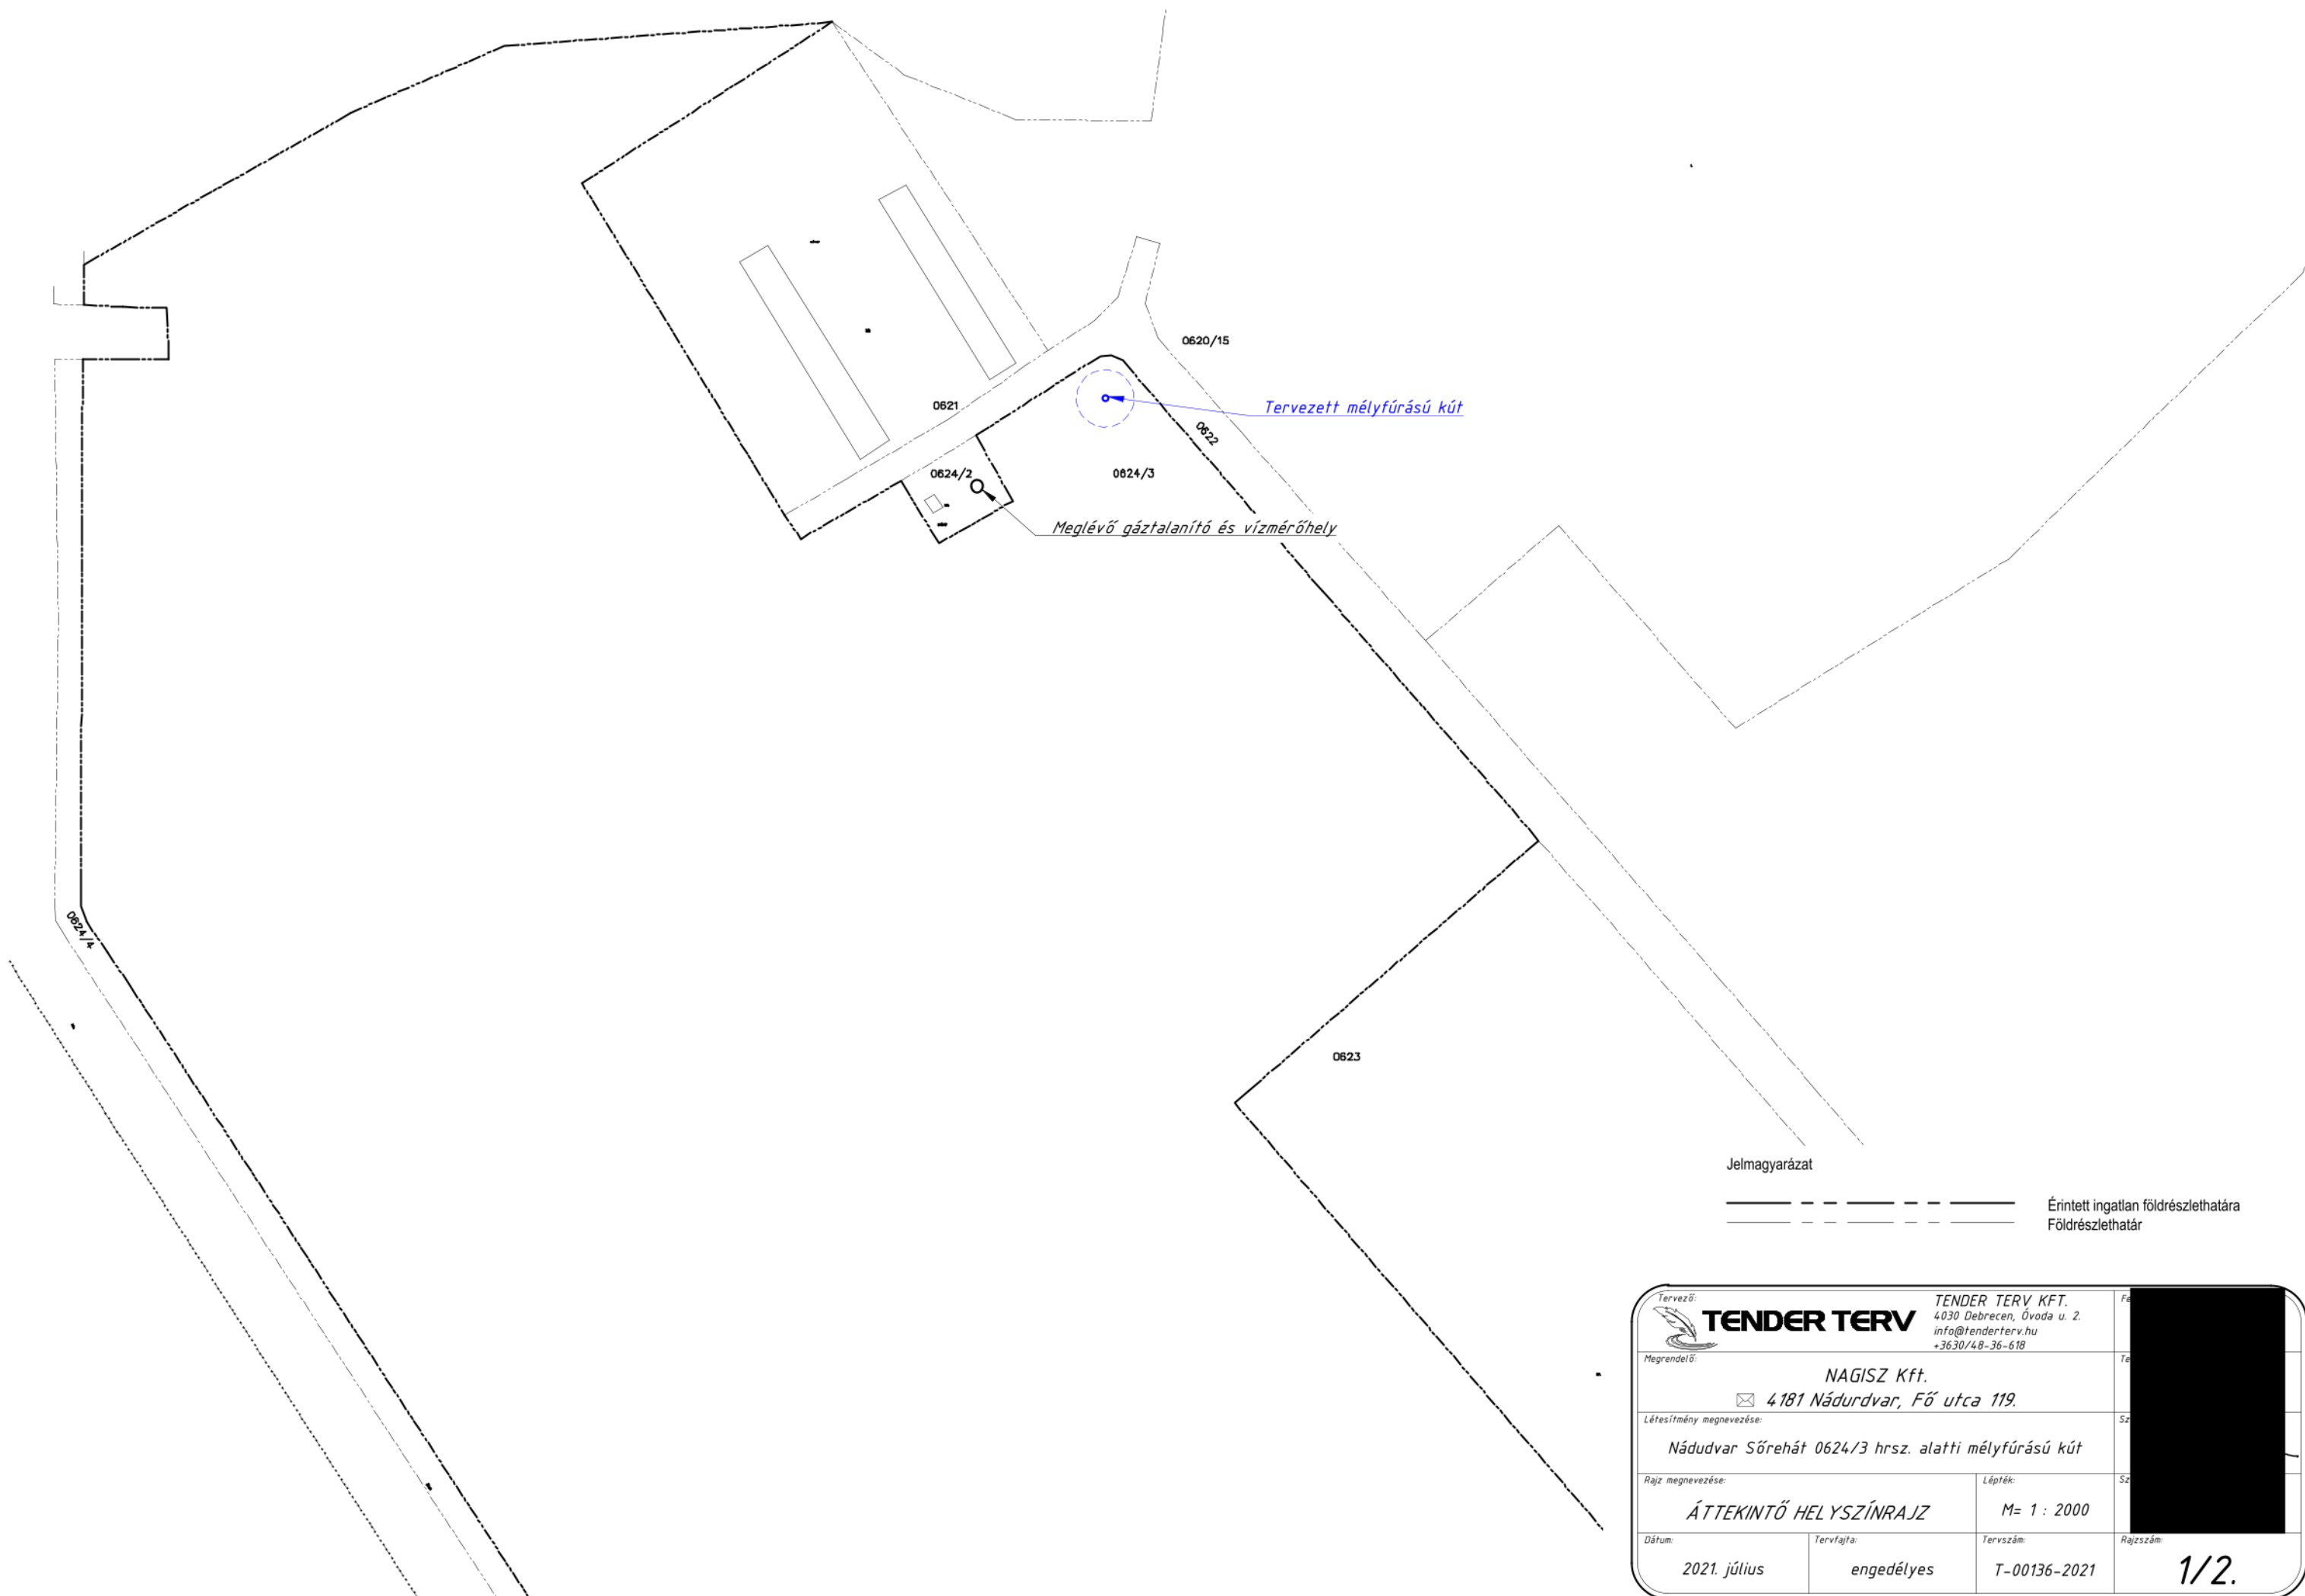 0620/15
0621
Tervezett mélyfúrású kút
0622
0624/2
0624/3
Meglévő gáztalanító és vízmérőhely
0624/4
0623
Jelmagyarázat
Érintett ingatlan földrészlethatára
Földrészlethatár
Tervező:
TENDER TERV
TENDER TERV KFT.
4030 Debrecen, Óvoda u. 2.
info@tenderterv.hu
+3630/48-36-618
Megrendelő:
NAGISZ Kft.
4181 Nádurdvar, Fő utca 119.
Létesítmény megnevezése:
Nádudvar Sőrehát 0624/3 hrsz. alatti mélyfúrású kút
Rajz megnevezése:
ÁTTEKINTŐ HELYSZÍNRAJZ
Lépték:
M= 1 : 2000
Dátum:
2021. július
Tervfajta:
engedélyes
Tervszám:
T-00136-2021
Rajzszám:
1/2.